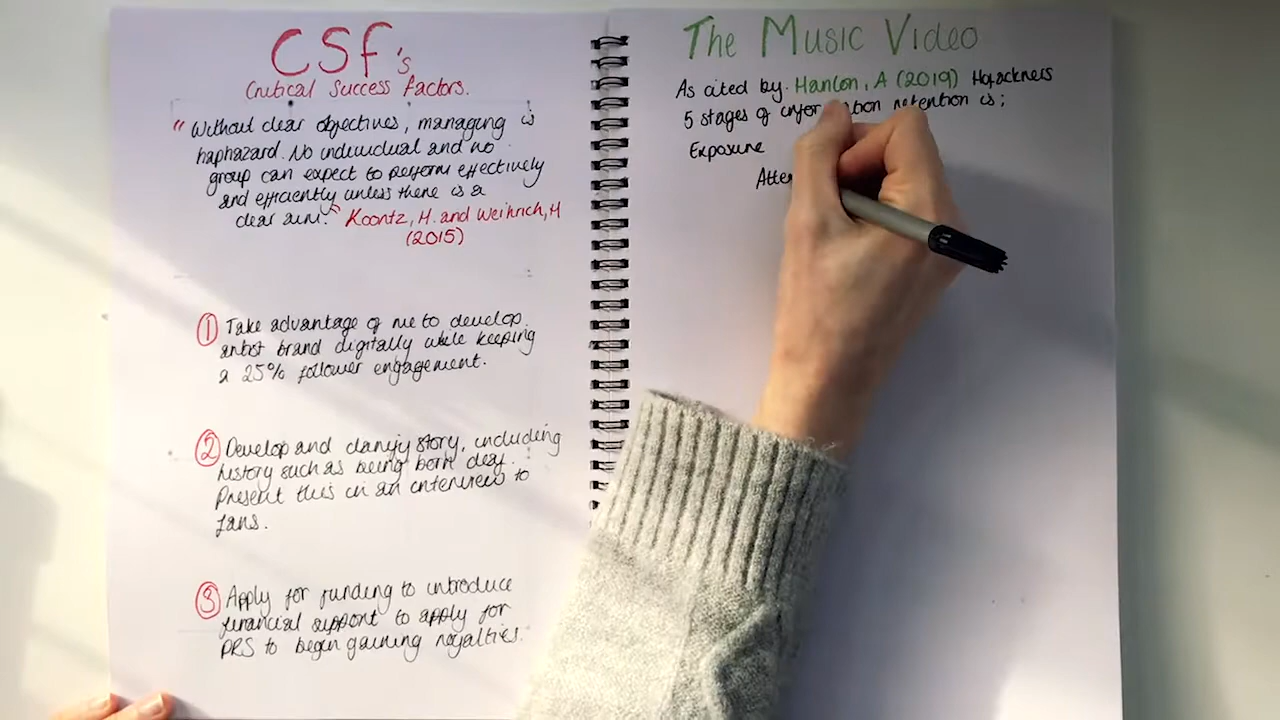 CSF's
Critical Success Factors.
"Without clear objectives, managing is
haphazard. No individual and no
group can expect to perform effectively
and efficiently unless there is a
clear aim." Koontz, H. and Weihrich, H
(2015)
① Take advantage of me to develop
artist brand digitally while keeping
a 25% follower engagement.
② Develop and clarify story, including
history such as being born deaf.
Present this in an interview to
fans.
③ Apply for funding to introduce
financial support to apply for
PRS to begin gaining royalties.
The Music Video
As cited by. Hanlon, A (2019)
5 stages of information retention is;
Exposure
Atten